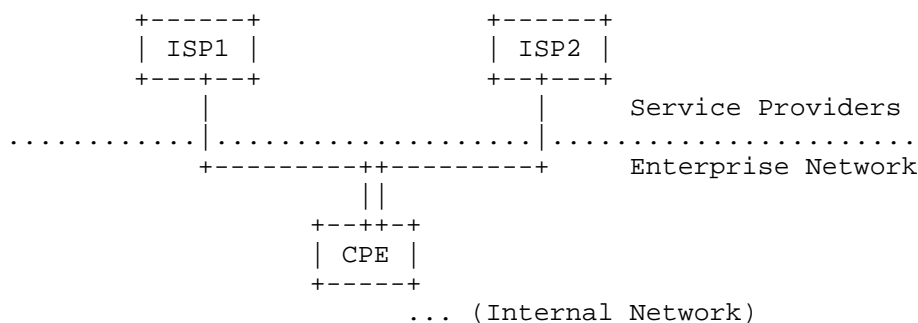 ISP1 ISP2
Service Providers
Enterprise Network
CPE
... (Internal Network)